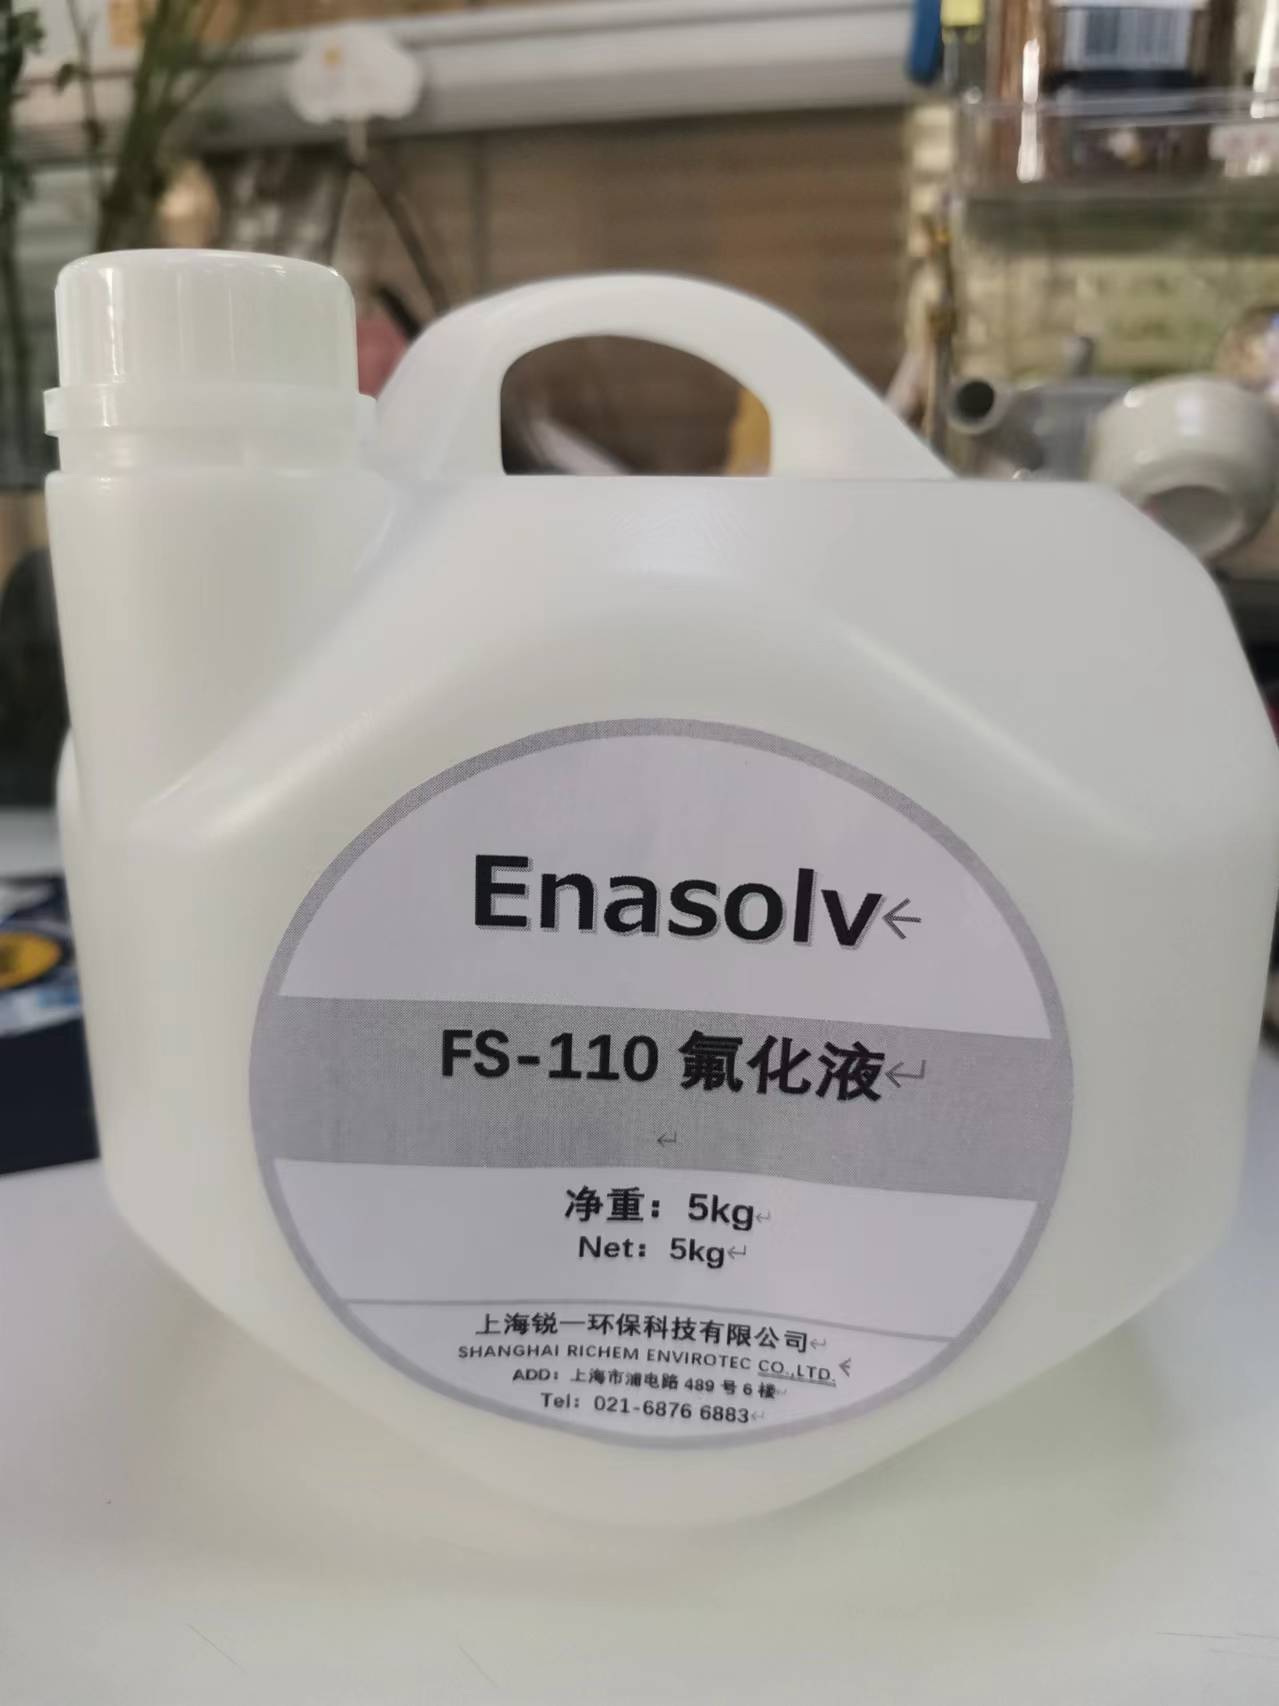 Enasolv←
FS-110 氟化液↵
↵
净重：5kg↵
Net：5kg↵
上海锐一环保科技有限公司↵
SHANGHAI RICHEM ENVIROTEC CO.,LTD.←
ADD：上海市浦电路 489 号 6 楼↵
Tel：021-6876 6883↵